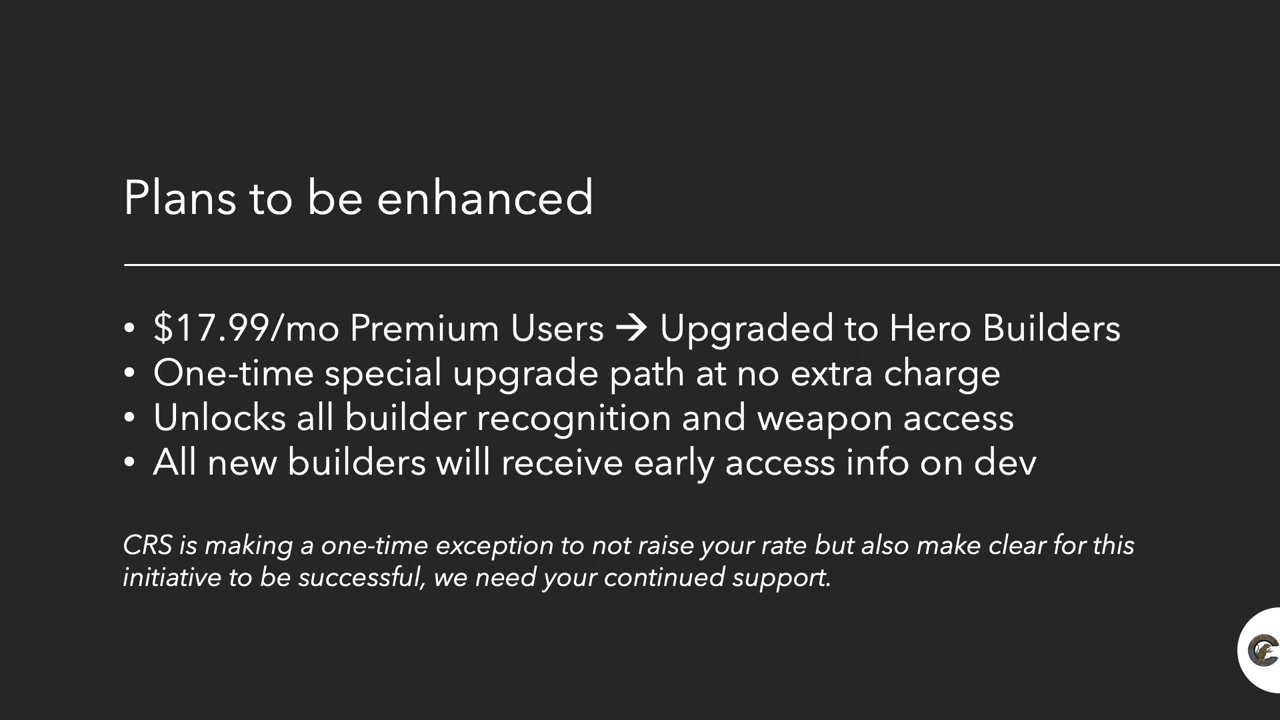 Plans to be enhanced
• $17.99/mo Premium Users → Upgraded to Hero Builders
• One-time special upgrade path at no extra charge
• Unlocks all builder recognition and weapon access
• All new builders will receive early access info on dev
CRS is making a one-time exception to not raise your rate but also make clear for this
initiative to be successful, we need your continued support.